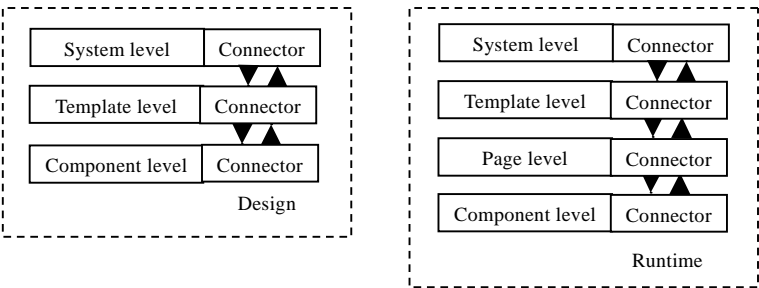 System level Connector
Template level Connector
Component level Connector
Design
System level Connector
Template level Connector
Page level Connector
Component level Connector
Runtime